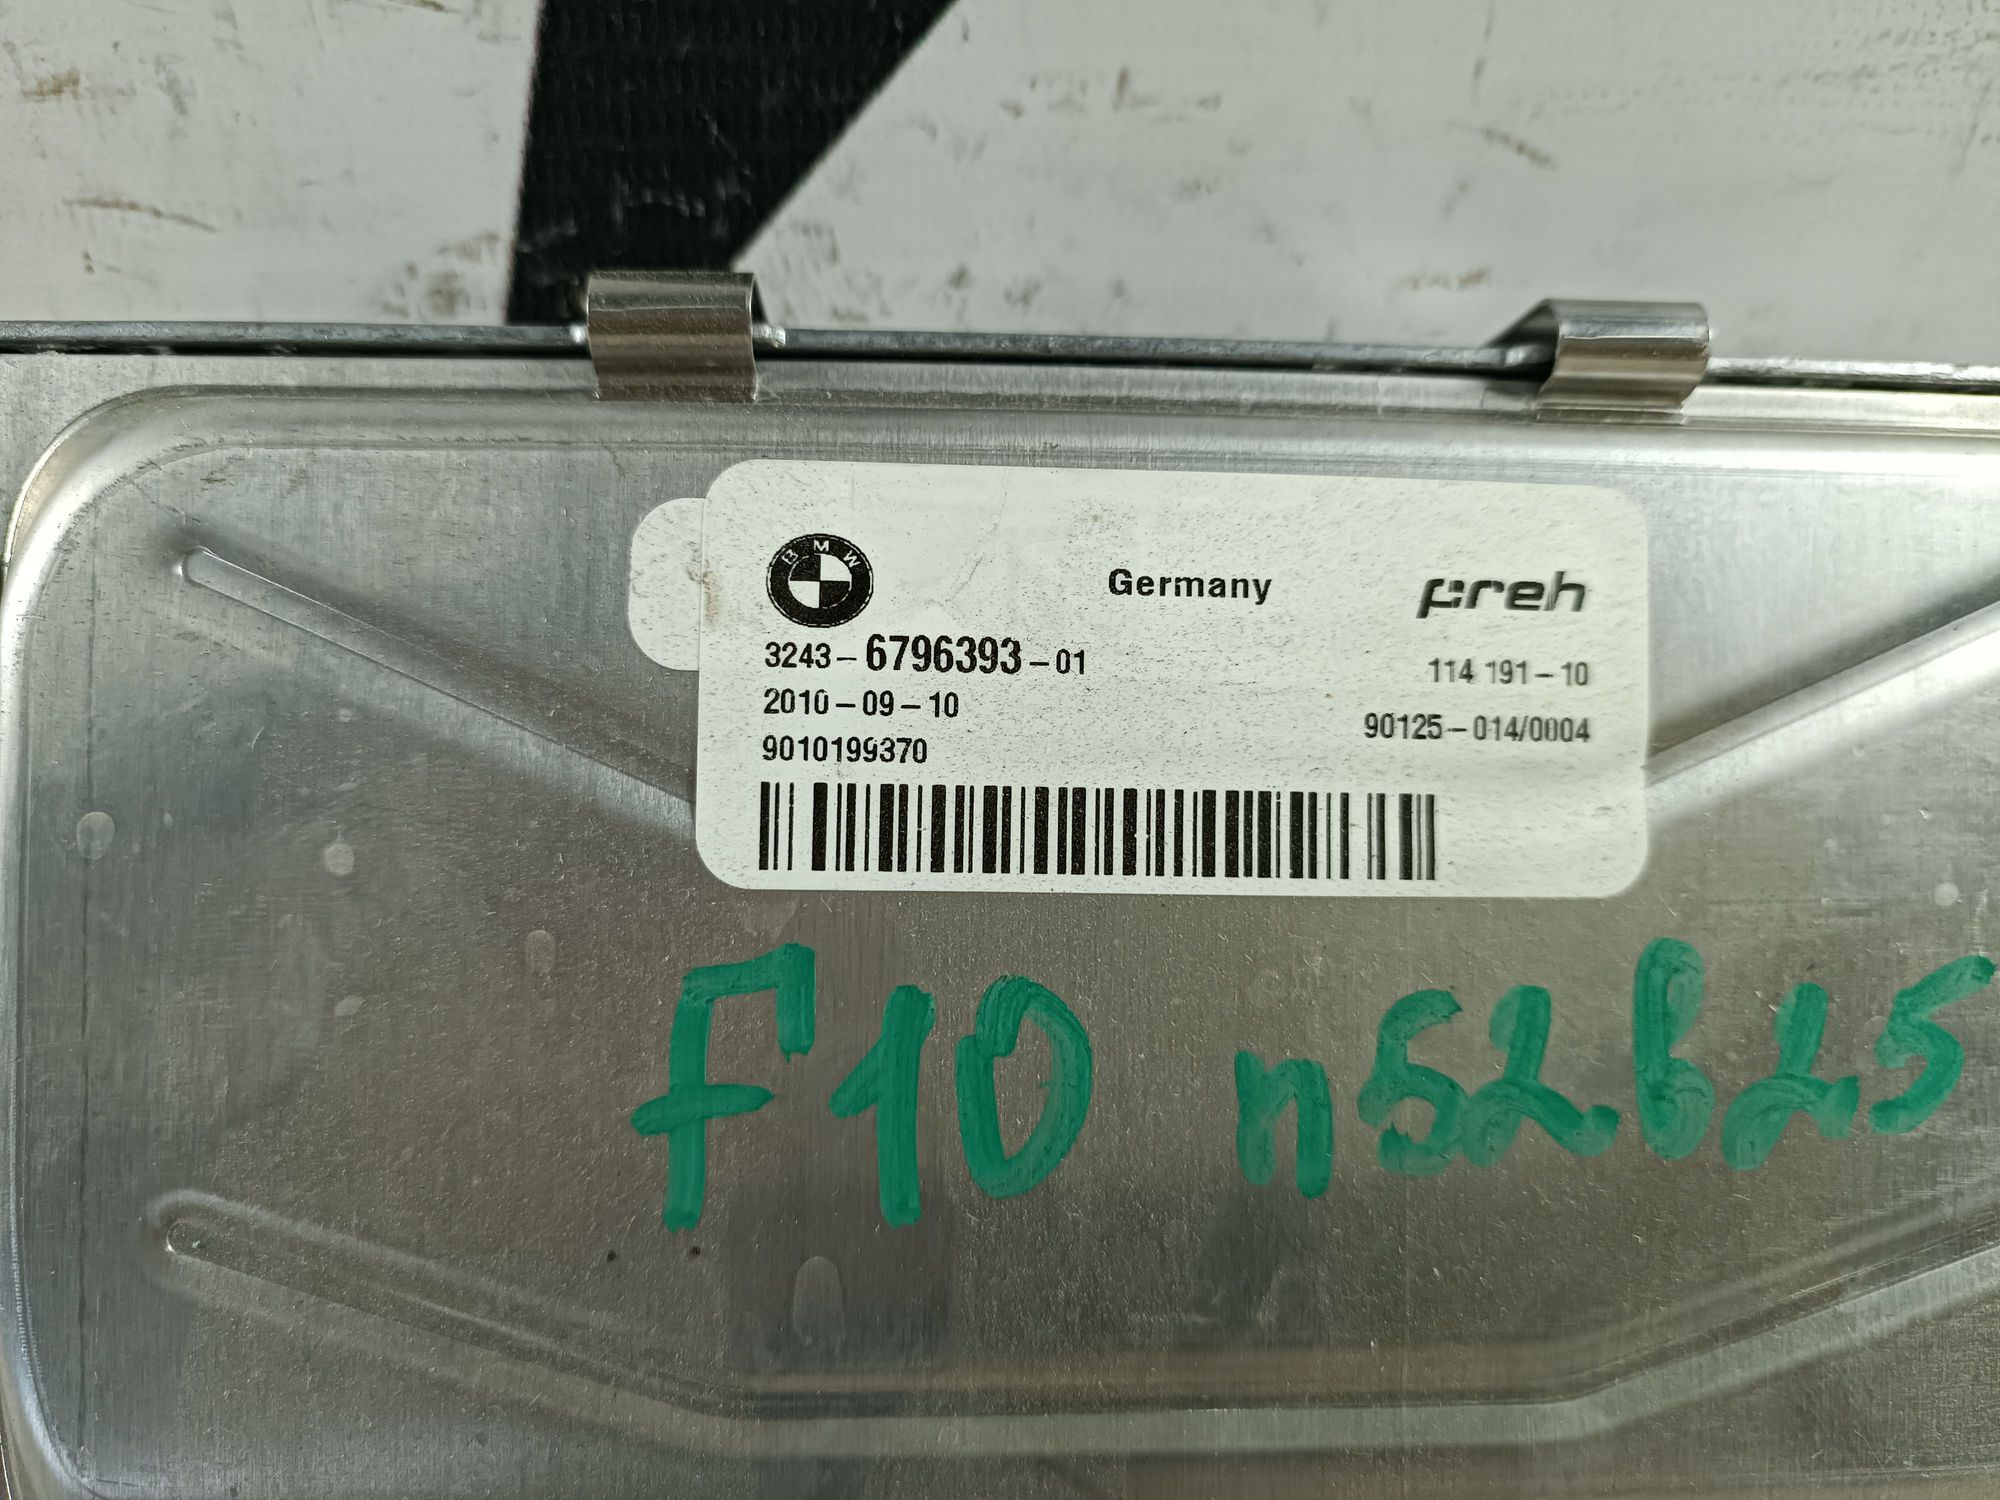 BMW
Germany
preh
3243-6796393-01
114 191-10
2010-09-10
90125-014/0004
9010199370
F10 n52b25